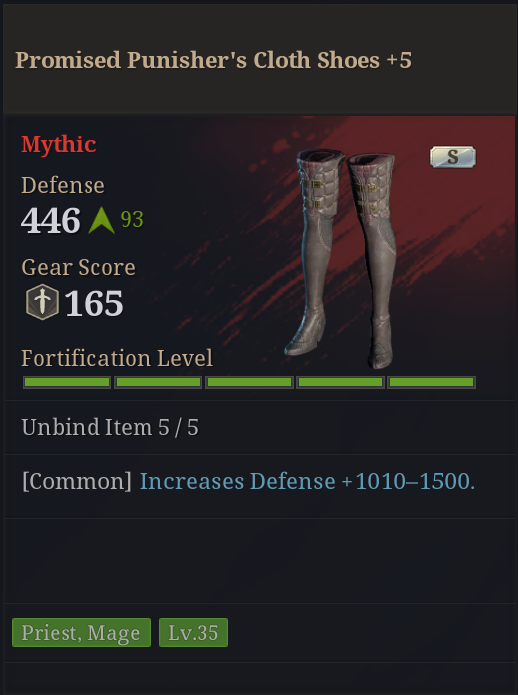 Promised Punisher's Cloth Shoes +5
Mythic
S
Defense
446 93
Gear Score
165
Fortification Level
Unbind Item 5 / 5
[Common] Increases Defense +1010–1500.
Priest, Mage Lv.35